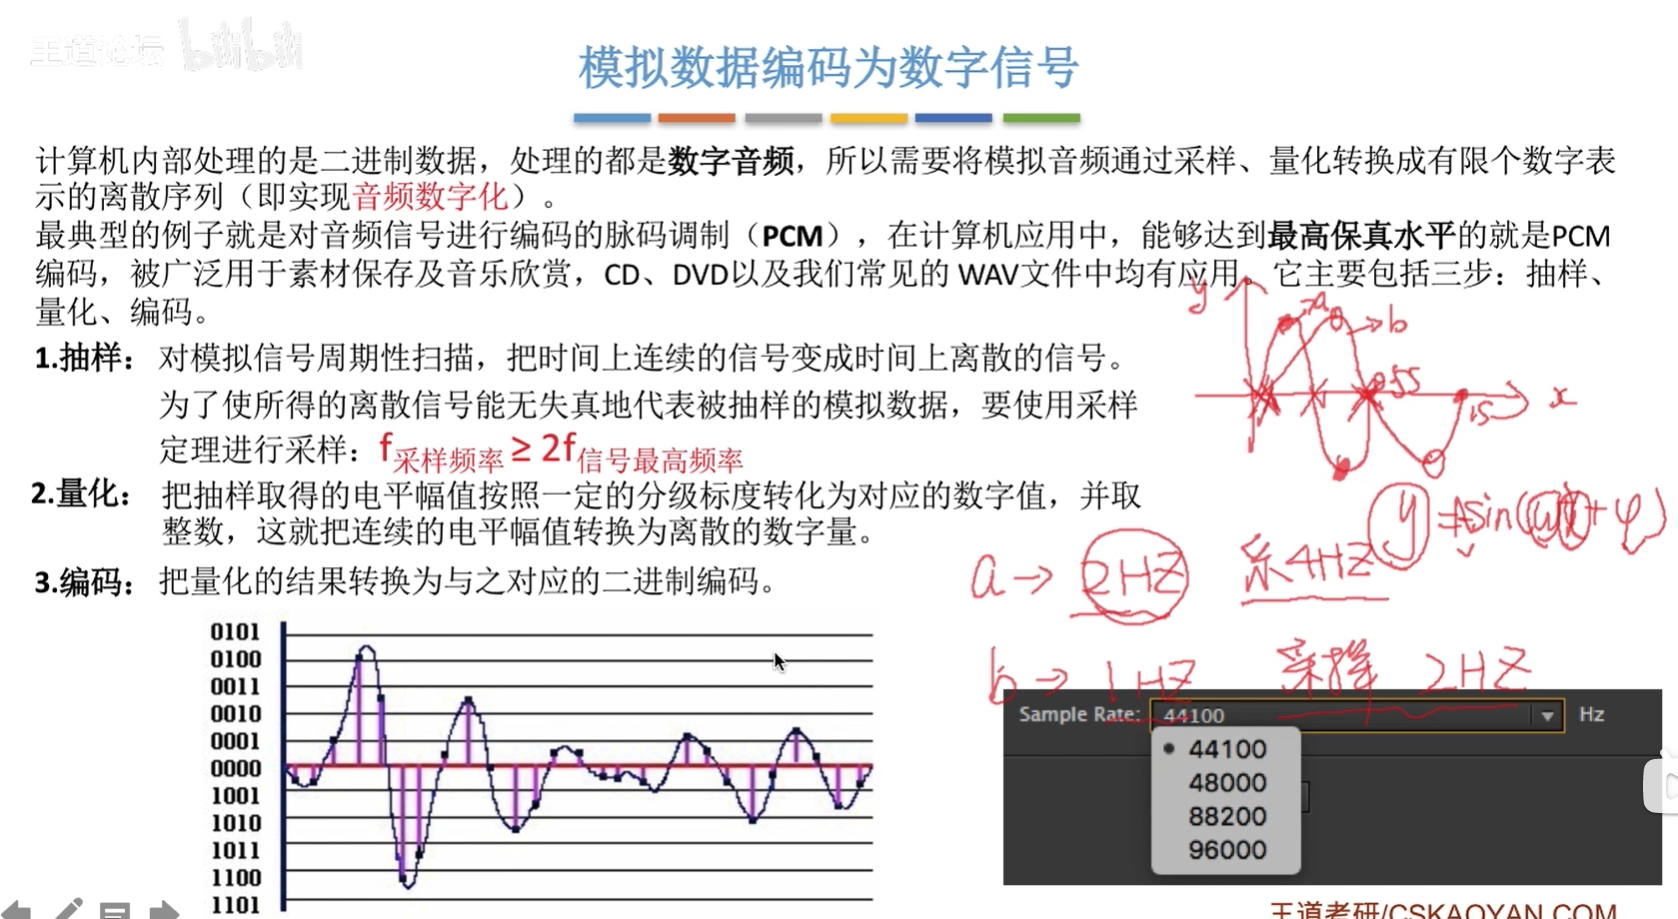 王道论坛 bilibili
模拟数据编码为数字信号
计算机内部处理的是二进制数据，处理的都是数字音频，所以需要将模拟音频通过采样、量化转换成有限个数字表
示的离散序列（即实现音频数字化）。
最典型的例子就是对音频信号进行编码的脉码调制（PCM），在计算机应用中，能够达到最高保真水平的就是PCM
编码，被广泛用于素材保存及音乐欣赏，CD、DVD以及我们常见的 WAV文件中均有应用。它主要包括三步：抽样、
量化、编码。
1.抽样：对模拟信号周期性扫描，把时间上连续的信号变成时间上离散的信号。
为了使所得的离散信号能无失真地代表被抽样的模拟数据，要使用采样
定理进行采样：f采样频率 ≥ 2f信号最高频率
2.量化：把抽样取得的电平幅值按照一定的分级标度转化为对应的数字值，并取
整数，这就把连续的电平幅值转换为离散的数字量。
3.编码：把量化的结果转换为与之对应的二进制编码。
y
a
b
x
1s
y=Asin(ωx+φ)
a→ 2HZ 采4HZ
b→ 1HZ 采样 2HZ
0101
0100
0011
0010
0001
0000
1001
1010
1011
1100
1101
Sample Rate: 44100 Hz
44100
48000
88200
96000
王道考研/CSKAOYAN.COM